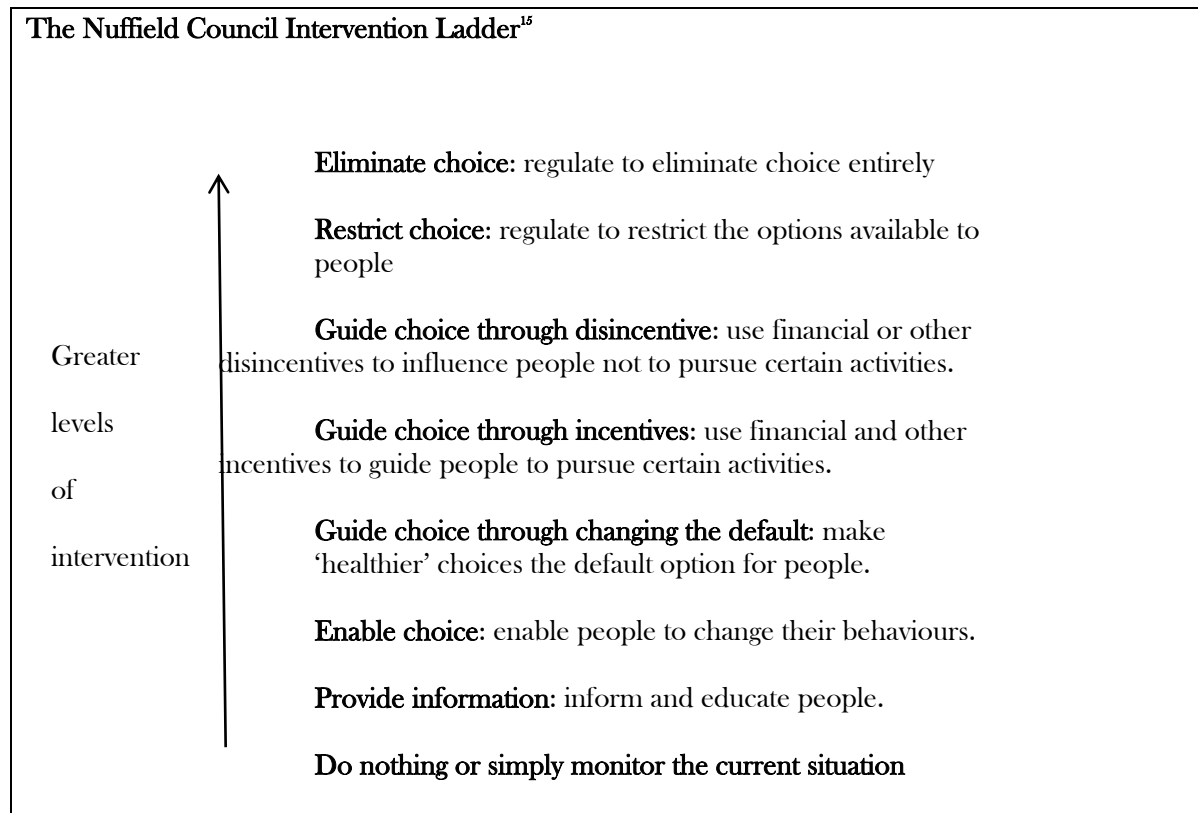 The Nuffield Council Intervention Ladder15
Eliminate choice: regulate to eliminate choice entirely
Restrict choice: regulate to restrict the options available to
people
Guide choice through disincentive: use financial or other
disincentives to influence people not to pursue certain activities.
Guide choice through incentives: use financial and other
incentives to guide people to pursue certain activities.
Guide choice through changing the default: make
‘healthier’ choices the default option for people.
Enable choice: enable people to change their behaviours.
Provide information: inform and educate people.
Do nothing or simply monitor the current situation
Greater
levels
of
intervention